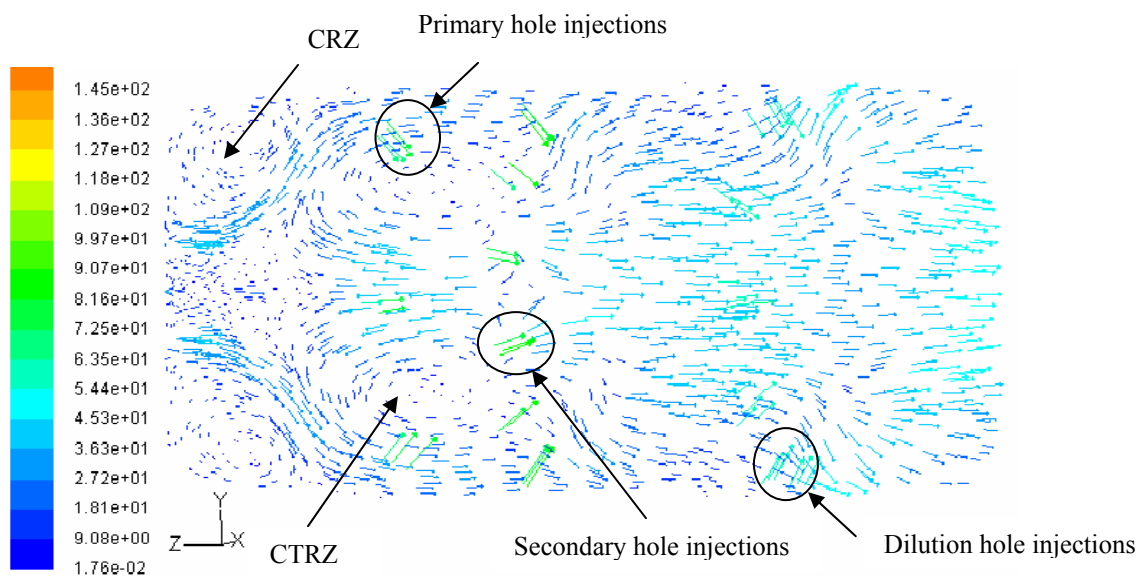 CRZ
Primary hole injections
1.45e+02
1.36e+02
1.27e+02
1.18e+02
1.09e+02
9.97e+01
9.07e+01
8.16e+01
7.25e+01
6.35e+01
5.44e+01
4.53e+01
3.63e+01
2.72e+01
1.81e+01
9.08e+00
1.76e-02
Y
Z
X
CTRZ
Secondary hole injections
Dilution hole injections